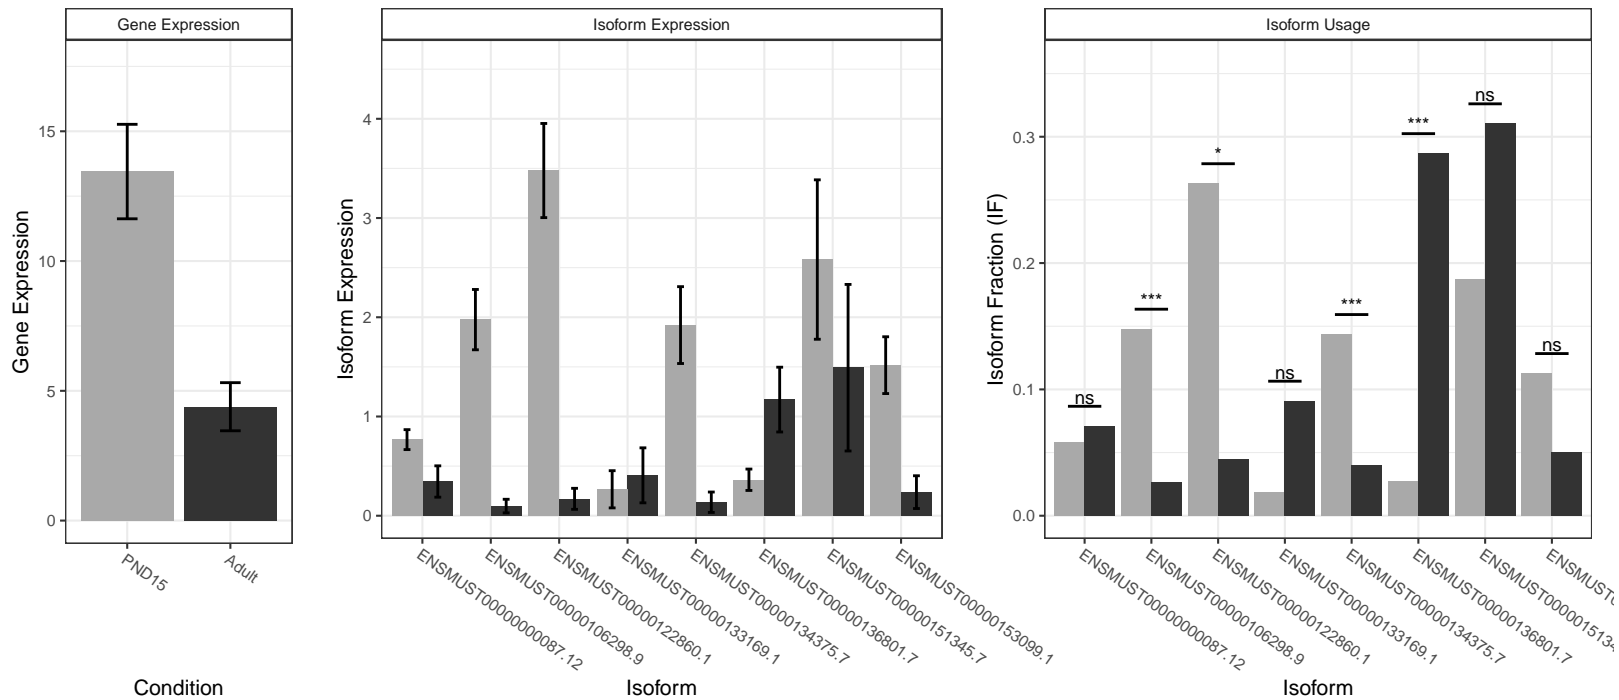 Gene Expression
Gene Expression
15
10
5
0
PND15
Adult
Condition
Isoform Expression
Isoform Expression
4
3
2
1
0
ENSMUST00000000087.12
ENSMUST00000106298.9
ENSMUST00000112860.1
ENSMUST00000133169.1
ENSMUST00000134375.7
ENSMUST00000136801.7
ENSMUST00000151345.7
ENSMUST00000153099.1
Isoform
Isoform Usage
Isoform Fraction (IF)
0.3
0.2
0.1
0.0
ns
***
*
ns
***
***
ns
ns
ENSMUST00000000087.12
ENSMUST00000106298.9
ENSMUST00000112860.1
ENSMUST00000133169.1
ENSMUST00000134375.7
ENSMUST00000136801.7
Isoform